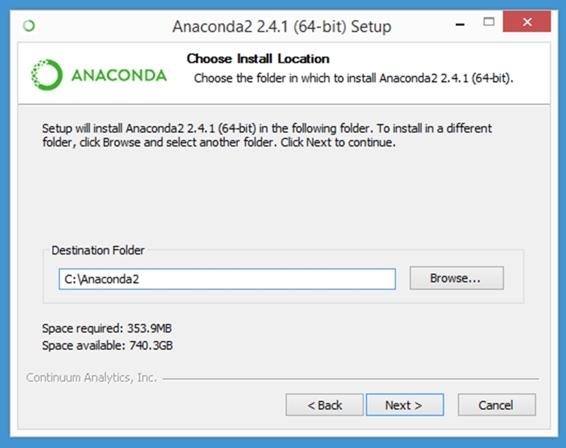 Anaconda2 2.4.1 (64-bit) Setup
ANACONDA
Choose Install Location
Choose the folder in which to install Anaconda2 2.4.1 (64-bit).
Setup will install Anaconda2 2.4.1 (64-bit) in the following folder. To install in a different
folder, click Browse and select another folder. Click Next to continue.
Destination Folder
C:\Anaconda2
Browse...
Space required: 353.9MB
Space available: 740.3GB
Continuum Analytics, Inc.
< Back
Next >
Cancel